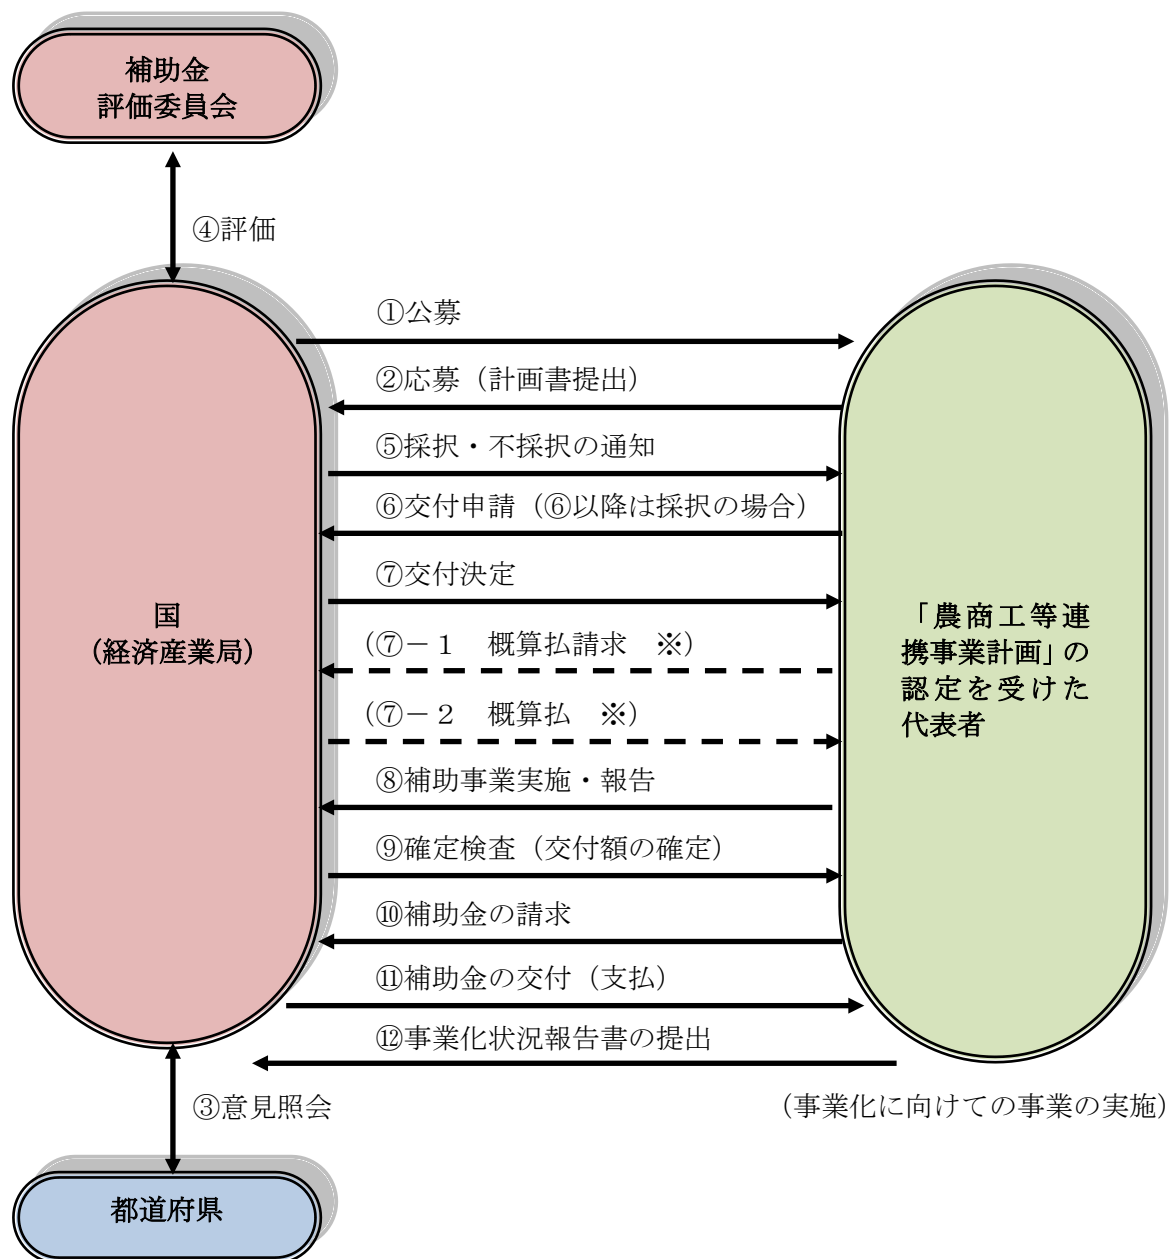 補助金
評価委員会
④評価
①公募
②応募（計画書提出）
⑤採択・不採択の通知
⑥交付申請（⑥以降は採択の場合）
⑦交付決定
（⑦－１　概算払請求　※）
（⑦－２　概算払　※）
⑧補助事業実施・報告
⑨確定検査（交付額の確定）
⑩補助金の請求
⑪補助金の交付（支払）
⑫事業化状況報告書の提出
国
（経済産業局）
「農商工等連
携事業計画」の
認定を受けた
代表者
③意見照会
（事業化に向けての事業の実施）
都道府県